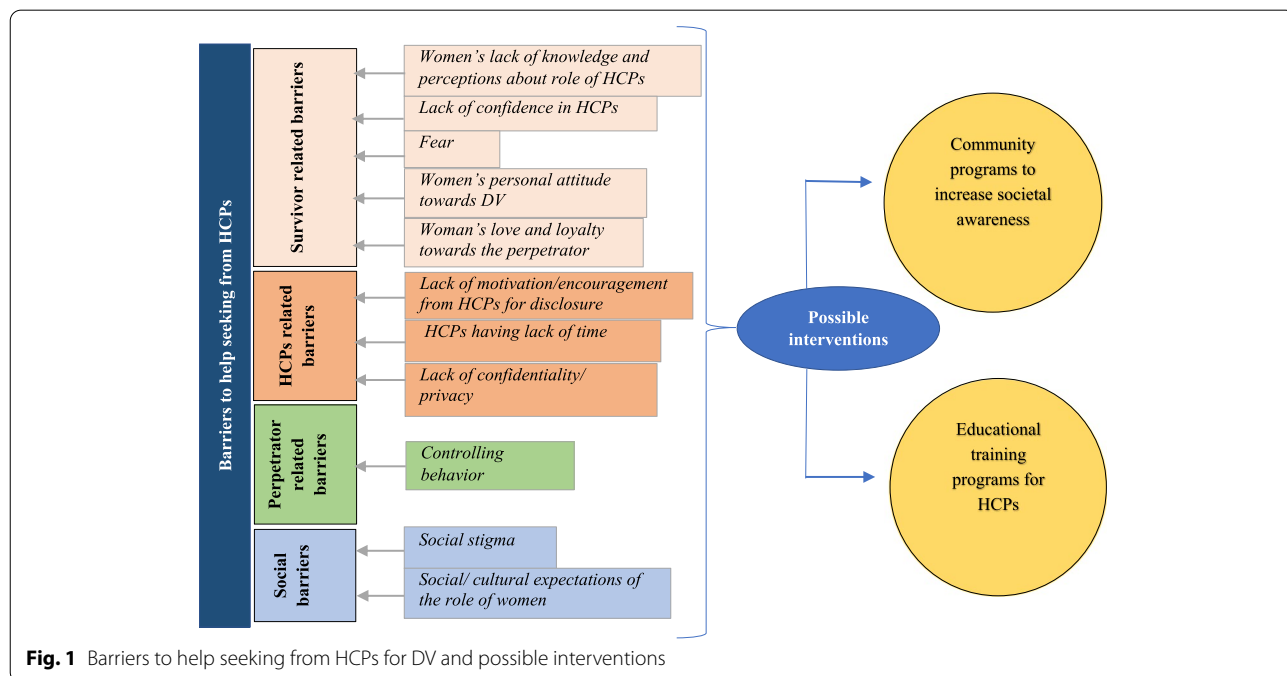 Barriers to help seeking from HCPs
Survivor related barriers
Women's lack of knowledge and
perceptions about role of HCPs
Lack of confidence in HCPs
Fear
Women's personal attitude
towards DV
Woman's love and loyalty
towards the perpetrator
HCPs related
barriers
Lack of motivation/encouragement
from HCPs for disclosure
HCPs having lack of time
Lack of confidentiality/
privacy
Perpetrator
related
barriers
Controlling
behavior
Social
barriers
Social stigma
Social/ cultural expectations of
the role of women
Possible
interventions
Community
programs to
increase societal
awareness
Educational
training
programs for
HCPs
Fig. 1 Barriers to help seeking from HCPs for DV and possible interventions